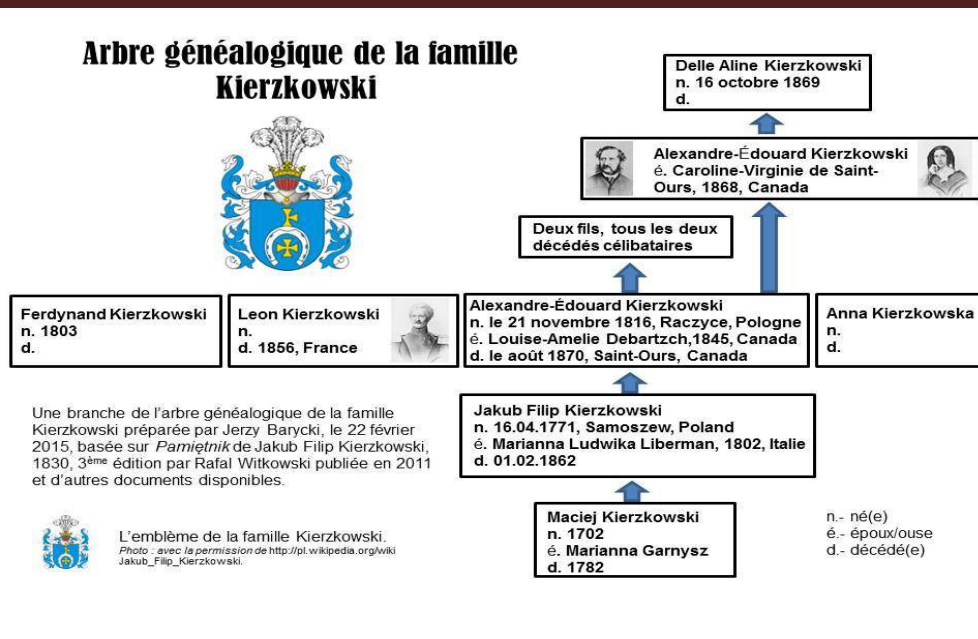 Arbre généalogique de la famille
Kierzkowski
Delle Aline Kierzkowski
n. 16 octobre 1869
d.
Alexandre-Édouard Kierzkowski
é. Caroline-Virginie de Saint-
Ours, 1868, Canada
Deux fils, tous les deux
décédés célibataires
Ferdynand Kierzkowski
n. 1803
d.
Leon Kierzkowski
n.
d. 1856, France
Alexandre-Édouard Kierzkowski
n. le 21 novembre 1816, Raczyce, Pologne
é. Louise-Amelie Debartzch,1845, Canada
d. le août 1870, Saint-Ours, Canada
Anna Kierzkowska
n.
d.
Une branche de l'arbre généalogique de la famille
Kierzkowski préparée par Jerzy Barycki, le 22 février
2015, basée sur Pamiętnik de Jakub Filip Kierzkowski,
1830, 3ème édition par Rafal Witkowski publiée en 2011
et d'autres documents disponibles.
Jakub Filip Kierzkowski
n. 16.04.1771, Samoszew, Poland
é. Marianna Ludwika Liberman, 1802, Italie
d. 01.02.1862
L'emblème de la famille Kierzkowski.
Photo : avec la permission de http://pl.wikipedia.org/wiki
Jakub_Filip_Kierzkowski.
Maciej Kierzkowski
n. 1702
é. Marianna Garnysz
d. 1782
n.- né(e)
é.- époux/ouse
d.- décédé(e)